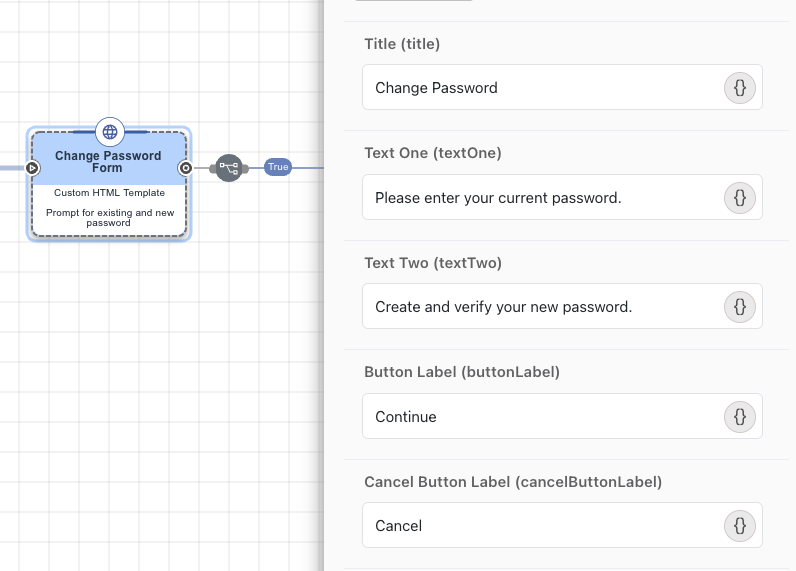 Change Password
Form
Custom HTML Template
Prompt for existing and new
password
True
Title (title)
Change Password
{}
Text One (textOne)
Please enter your current password.
{}
Text Two (textTwo)
Create and verify your new password.
{}
Button Label (buttonLabel)
Continue
{}
Cancel Button Label (cancelButtonLabel)
Cancel
{}